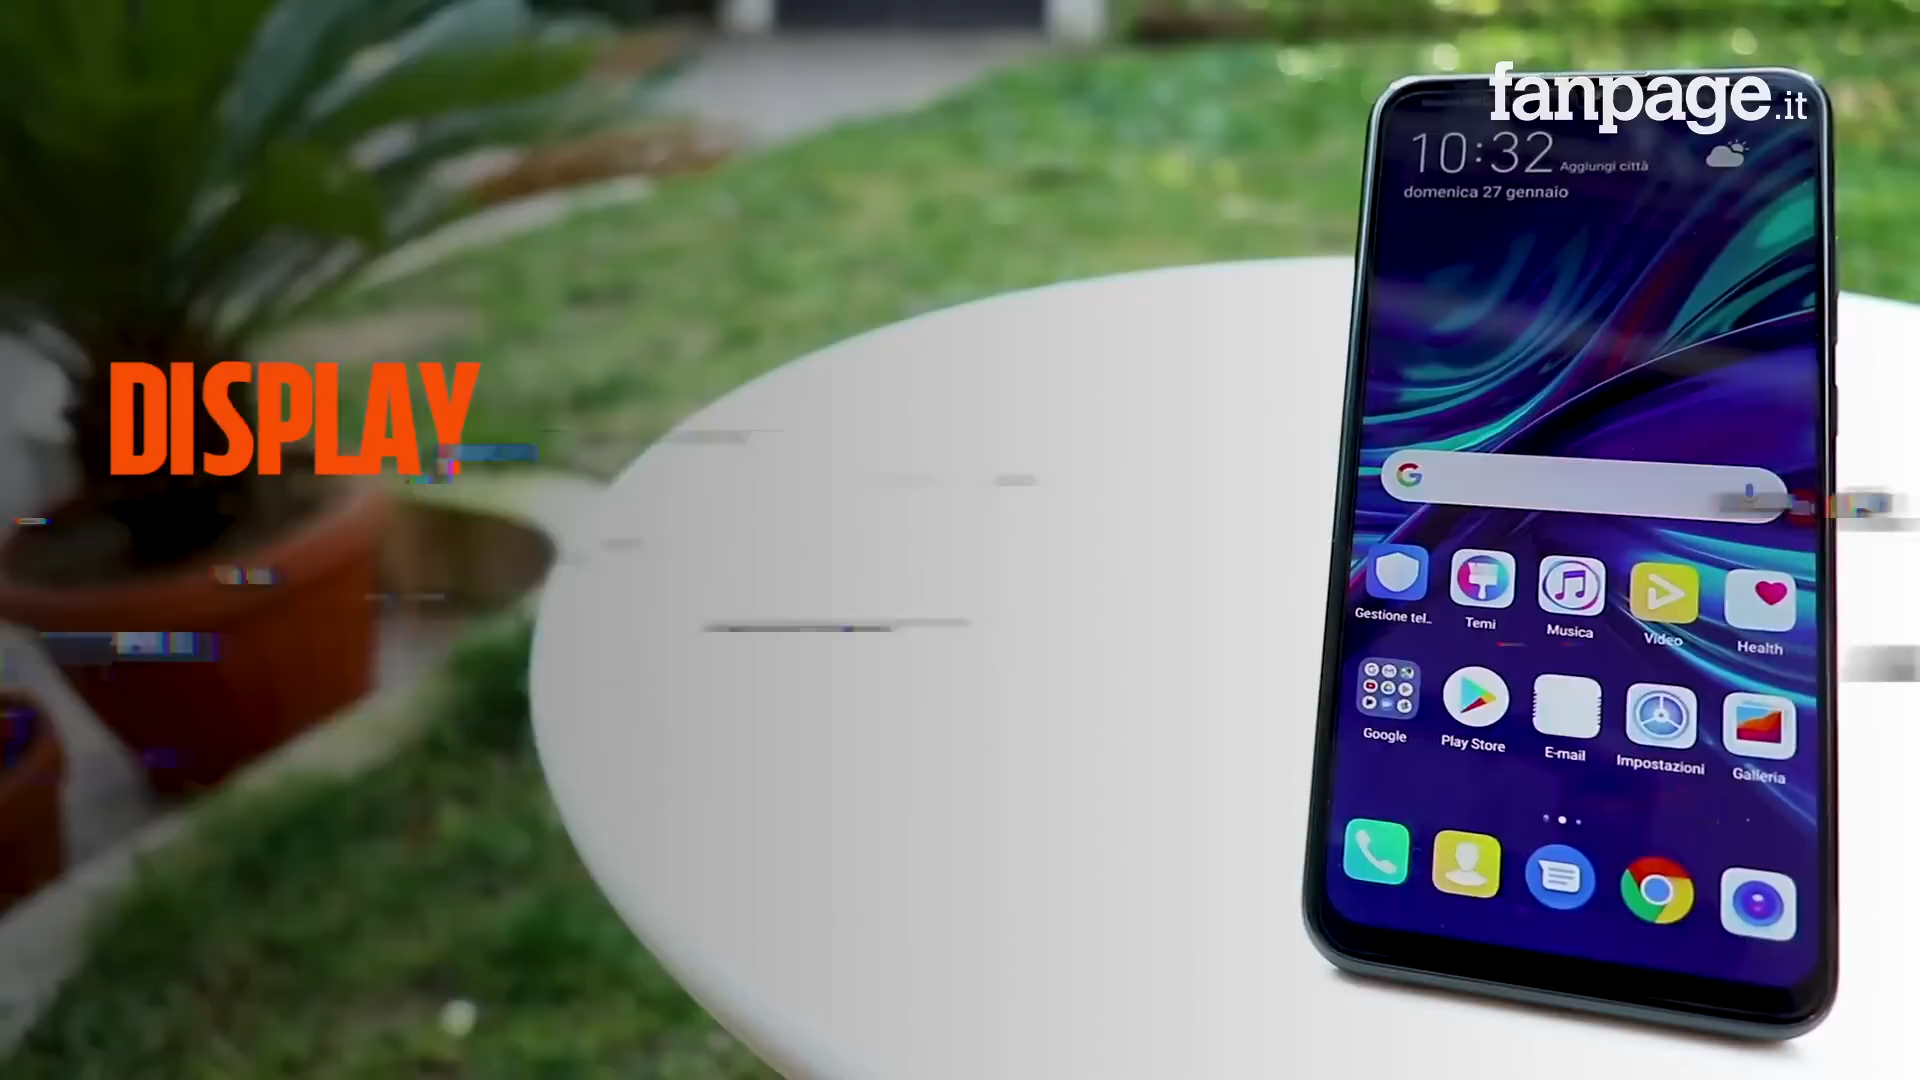 fanpage.it
10:32 Aggiungi città
domenica 27 gennaio
DISPLAY
Gestione tel..
Temi
Musica
Video
Health
Google
Play Store
E-mail
Impostazioni
Galleria